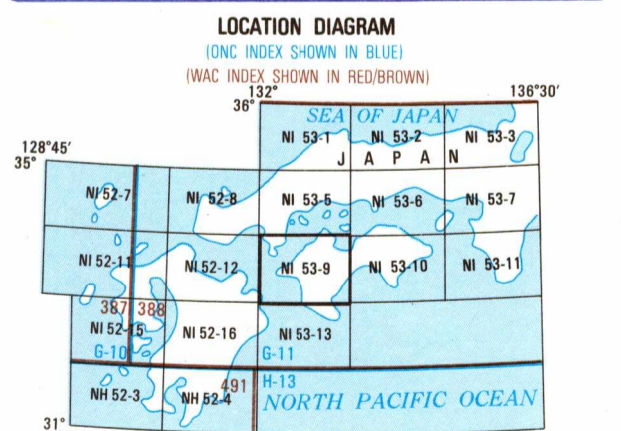 LOCATION DIAGRAM
(ONC INDEX SHOWN IN BLUE)
(WAC INDEX SHOWN IN RED/BROWN)
132° 136°30′
36°
SEA OF JAPAN
NI 53-1 NI 53-2 NI 53-3
128°45′
35°
J A P A N
NI 52-7 NI 52-8 NI 53-5 NI 53-6 NI 53-7
NI 52-11 NI 52-12 NI 53-9 NI 53-10 NI 53-11
387 388
NI 52-15 NI 52-16 NI 53-13
G-10 G-11
491 H-13
NH 52-3 NH 52-4 NORTH PACIFIC OCEAN
31°